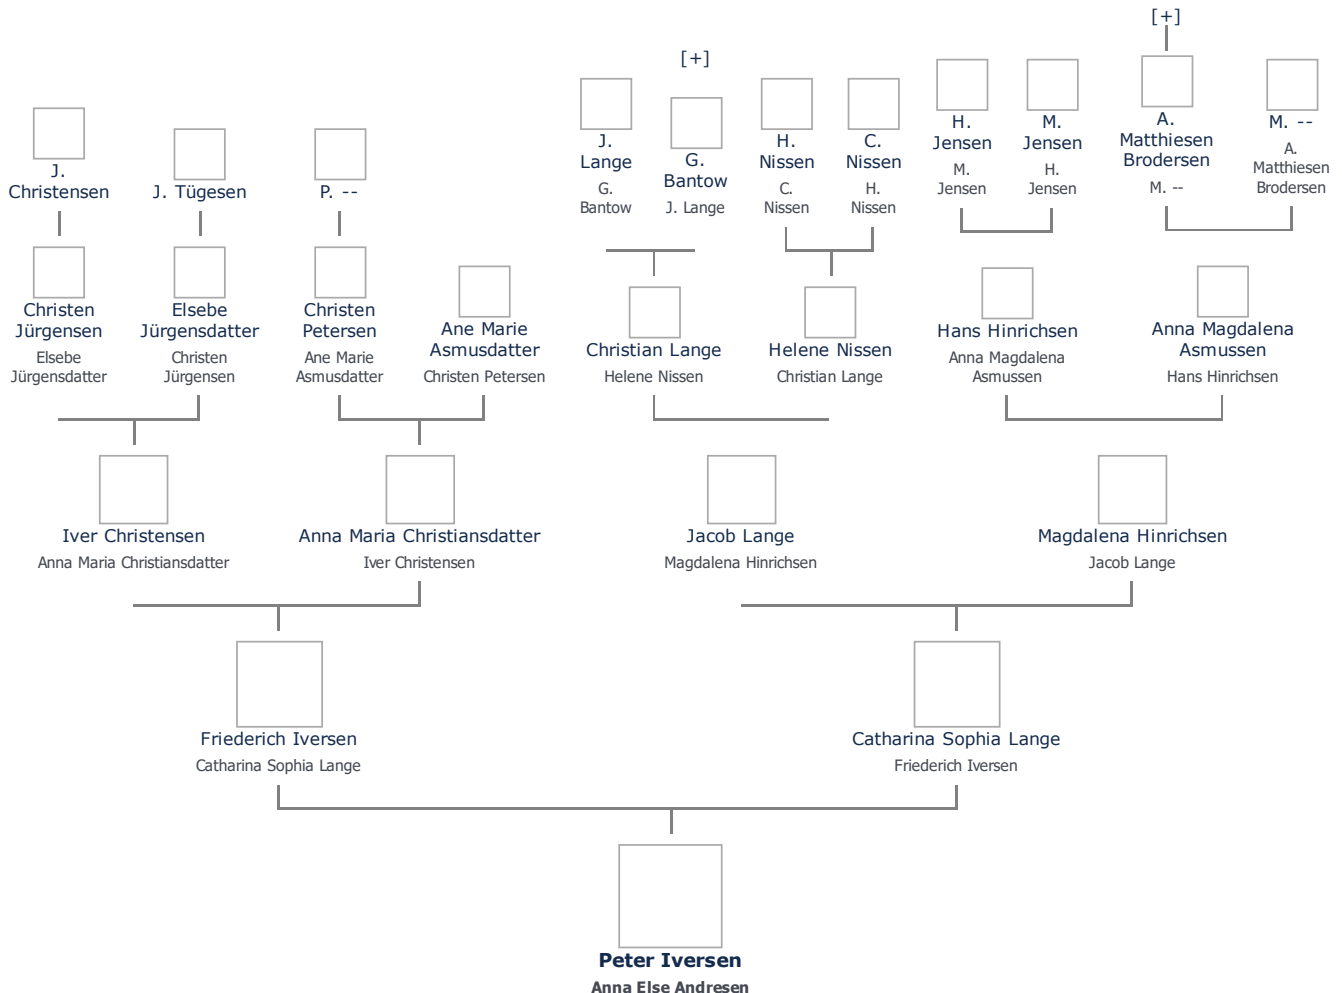 [+]
[+]
J.
Christensen
J. Tügesen
P. --
J.
Lange
G.
Bantow
G.
Bantow
J. Lange
H.
Nissen
C.
Nissen
C.
Nissen
H.
Nissen
H.
Jensen
M.
Jensen
M.
Jensen
H.
Jensen
A.
Matthiesen
Brodersen
M. --
M. --
A.
Matthiesen
Brodersen
Christen
Jürgensen
Elsebe
Jürgensdatter
Elsebe
Jürgensdatter
Christen
Jürgensen
Christen
Petersen
Ane Marie
Asmusdatter
Ane Marie
Asmusdatter
Christen Petersen
Christian Lange
Helene Nissen
Helene Nissen
Christian Lange
Hans Hinrichsen
Anna Magdalena
Asmussen
Anna Magdalena
Asmussen
Hans Hinrichsen
Iver Christensen
Anna Maria Christiansdatter
Anna Maria Christiansdatter
Iver Christensen
Jacob Lange
Magdalena Hinrichsen
Magdalena Hinrichsen
Jacob Lange
Friederich Iversen
Catharina Sophia Lange
Catharina Sophia Lange
Friederich Iversen
Peter Iversen
Anna Else Andresen